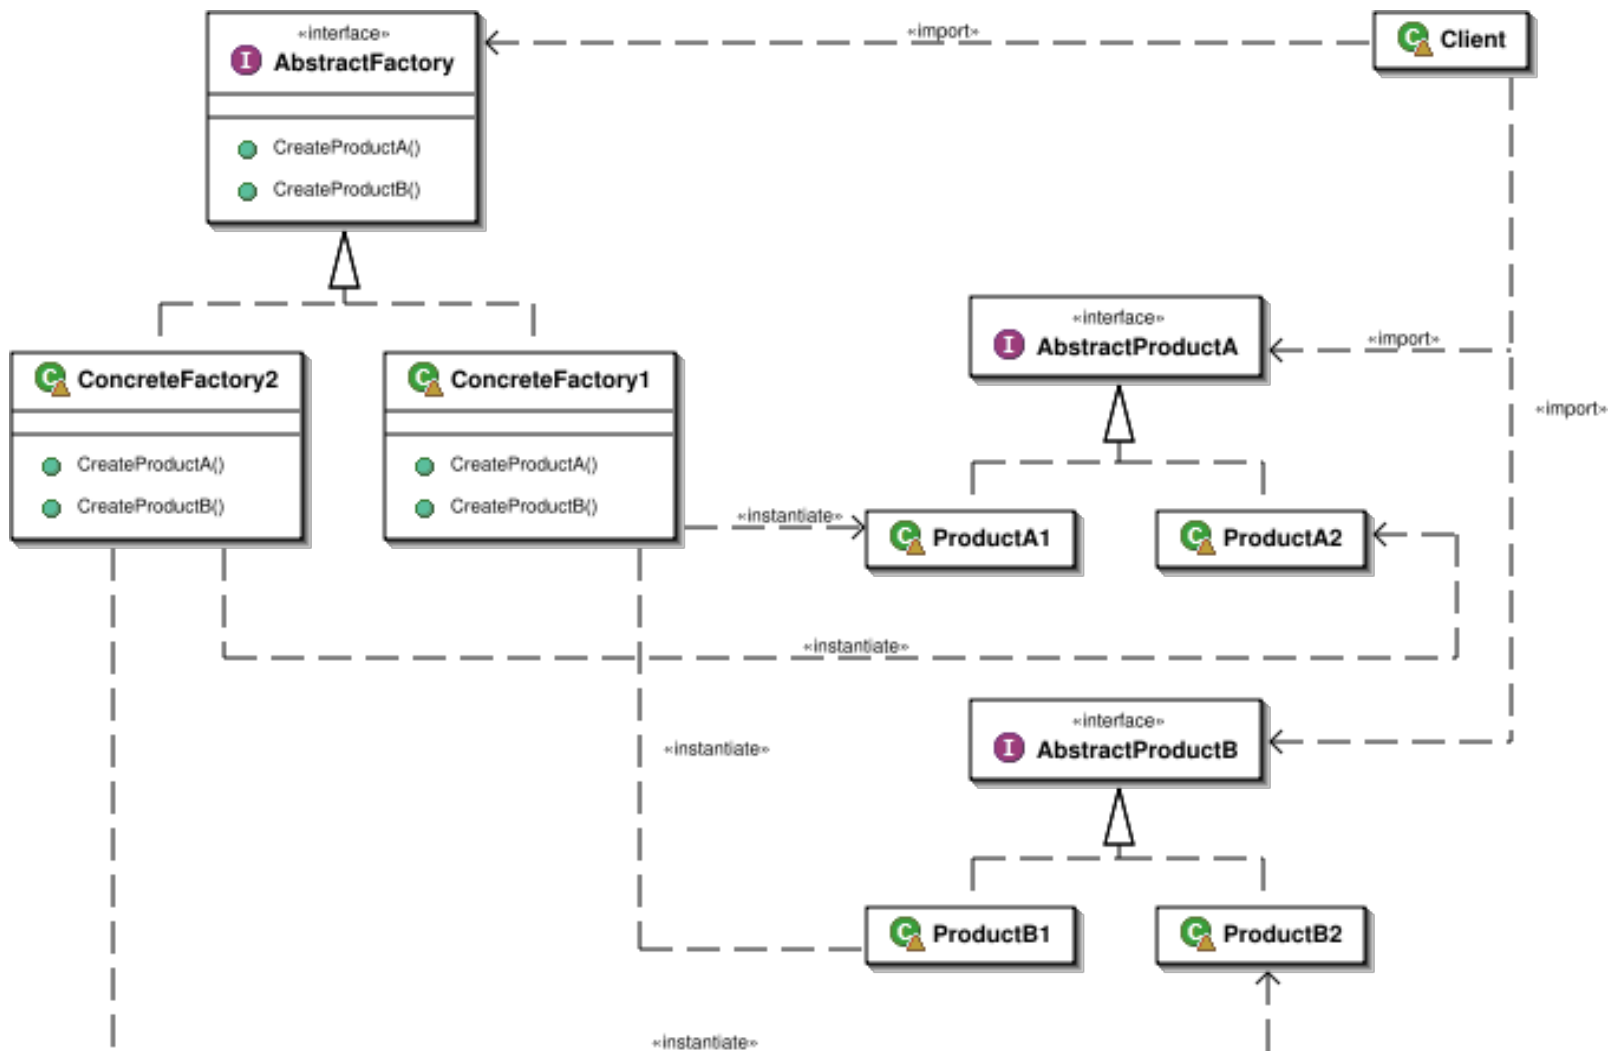 «interface»
AbstractFactory
CreateProductA()
CreateProductB()
«import»
Client
«interface»
AbstractProductA
«import»
«import»
ConcreteFactory2
CreateProductA()
CreateProductB()
ConcreteFactory1
CreateProductA()
CreateProductB()
«instantiate»
ProductA1
ProductA2
«instantiate»
«interface»
AbstractProductB
«instantiate»
ProductB1
ProductB2
«instantiate»